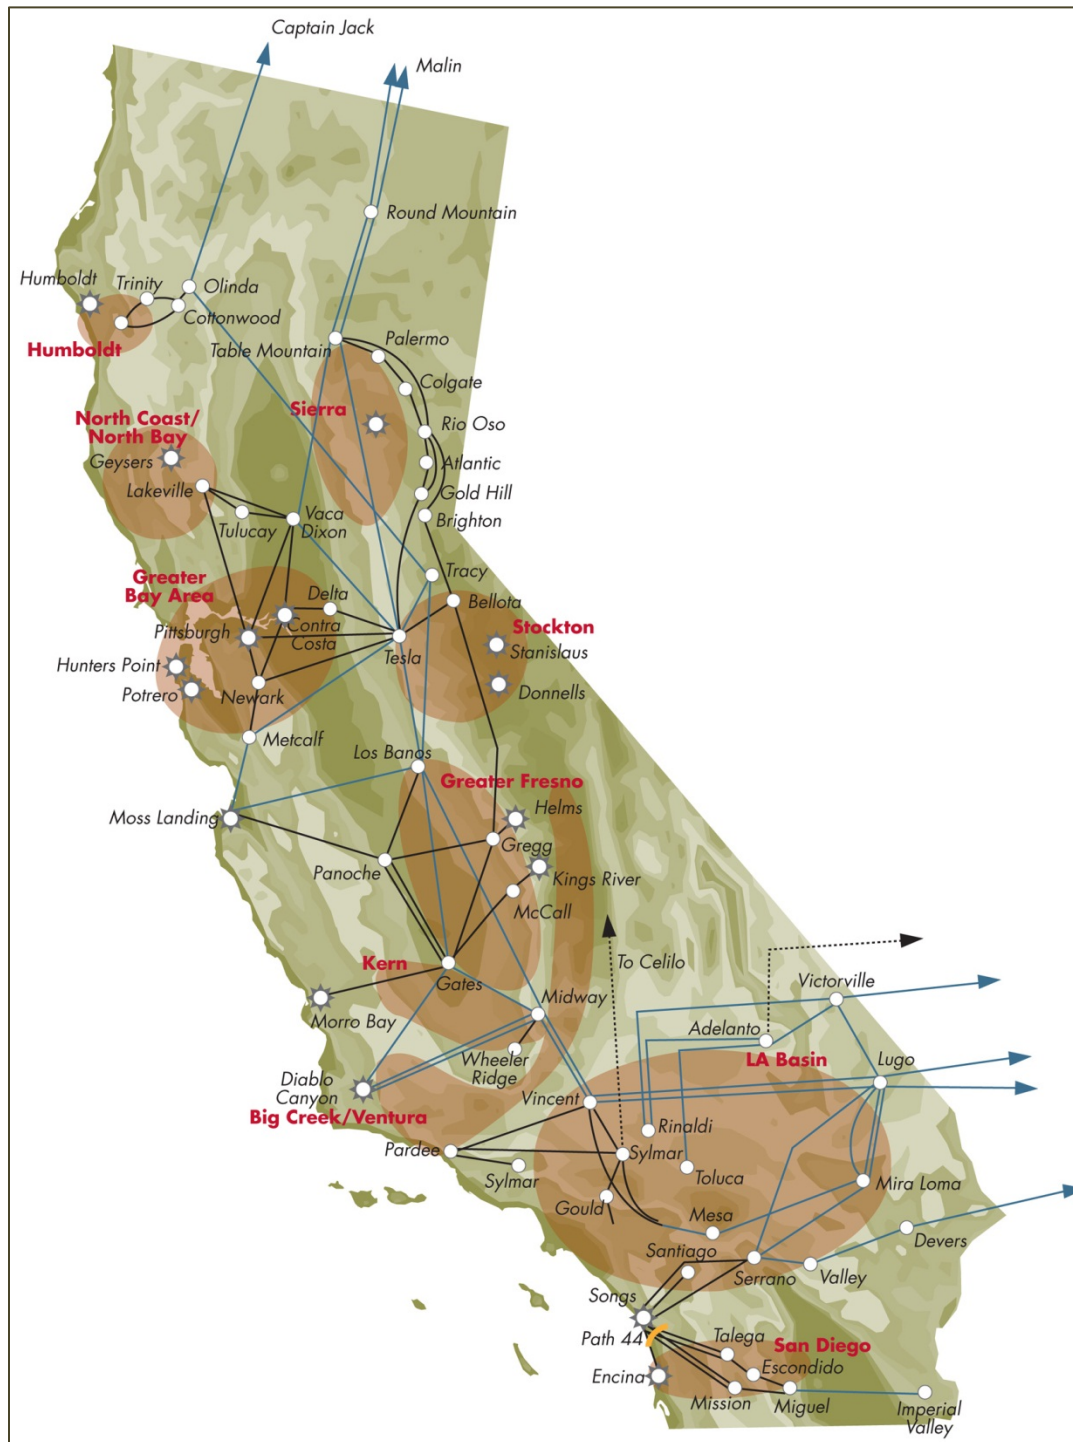 Captain Jack
Malin
Round Mountain
Humboldt
Trinity
Olinda
Cottonwood
Humboldt
Table Mountain
Palermo
Colgate
Sierra
Rio Oso
North Coast/
North Bay
Geysers
Atlantic
Lakeville
Gold Hill
Vaca
Dixon
Tulucay
Brighton
Greater
Bay Area
Delta
Tracy
Bellota
Pittsburgh
Contra
Costa
Tesla
Stockton
Stanislaus
Hunters Point
Potrero
Newark
Donnells
Metcalf
Los Banos
Greater Fresno
Moss Landing
Helms
Gregg
Panoche
Kings River
McCall
Kern
Gates
To Celilo
Morro Bay
Midway
Victorville
Adelanto
LA Basin
Wheeler
Ridge
Lugo
Diablo
Canyon
Vincent
Big Creek/Ventura
Rinaldi
Pardee
Sylmar
Sylmar
Toluca
Mira Loma
Gould
Mesa
Devers
Santiago
Serrano
Valley
Songs
Path 44
Talega
San Diego
Encina
Escondido
Mission
Miguel
Imperial
Valley